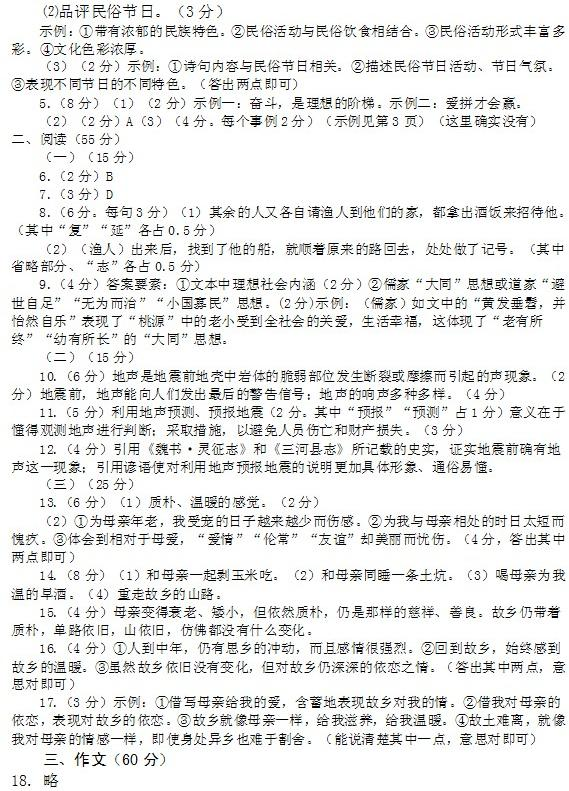 ⑵品评民俗节日。（3分）
示例：①带有浓郁的民族特色。②民俗活动与民俗饮食相结合。③民俗活动形式丰富多
彩。④文化色彩浓厚。
（3）（2分）示例：①诗句内容与民俗节日相关。②描述民俗节日活动、节日气氛。
③表现不同节日的不同特色。（答出两点即可）
5．（8分）（1）（2分）示例一：奋斗，是理想的阶梯。示例二：爱拼才会赢。
（2）（2分）A（3）（4分。每个事例2分）（示例见第3页）（这里确实没有）
二、阅读（55分）
（一）（15分）
6．（2分）B
7．（3分）D
8．（6分。每句3分）（1）其余的人又各自请渔人到他们的家，都拿出酒饭来招待他。
（其中“复”“延”各占0.5分）
（2）（渔人）出来后，找到了他的船，就顺着原来的路回去，处处做了记号。（其中
省略部分、“志”各占0.5分）
9．（4分）答案要素：①文本中理想社会内涵（2分）②儒家“大同”思想或道家“避
世自足”“无为而治”“小国寡民”思想。（2分）示例：（儒家）如文中的“黄发垂髫，并
怡然自乐”表现了“桃源”中的老小受到全社会的关爱，生活幸福，这体现了“老有所
终”“幼有所长”的“大同”思想。
（二）（15分）
10．（6分）地声是地震前地壳中岩体的脆弱部位发生断裂或摩擦而引起的声现象。（2
分）地震前，地声能向人们发出最后的警告信号；地声的响声多种多样。（4分）
11．（5分）利用地声预测、预报地震（2分。其中“预报”“预测”占1分）意义在于
懂得观测地声进行判断；采取措施，以避免人员伤亡和财产损失。（3分）
12．（4分）引用《魏书·灵征志》和《三河县志》所记载的史实，证实地震前确有地
声这一现象；引用谚语使对利用地声预报地震的说明更加具体形象、通俗易懂。
（三）（25分）
13．（6分）（1）质朴、温暖的感觉。（2分）
（2）①为母亲年老，我受宠的日子越来越少而伤感。②为我与母亲相处的时日太短而
愧疚。③体会到相对于母爱，“爱情”“伦常”“友谊”却美丽而忧伤。（4分，答出其中
两点即可）
14．（8分）（1）和母亲一起剥玉米吃。（2）和母亲同睡一条土炕。（3）喝母亲为我
温的早酒。（4）重走故乡的山路。
15．（4分）母亲变得衰老、矮小，但依然质朴，仍是那样的慈祥、善良。故乡仍带着
质朴，单路依旧，山依旧，仿佛都没有什么变化。
16．（4分）①人到中年，仍有思乡的冲动，而且感情很强烈。②回到故乡，始终感到
故乡的温暖。③虽然故乡依旧没有变化，但对故乡仍深深的依恋之情。（答出其中两点，意
思对即可）
17．（3分）示例：①借写母亲给我的爱，含蓄地表现故乡对我的情。②借我对母亲的
依恋，表现对故乡的依恋。③故乡就像母亲一样，给我滋养，给我温暖。④故土难离，就像
我对母亲的情感一样，即使身处异乡也难于割舍。（能说清楚其中一点，意思对即可）
三、作文（60分）
18. 略